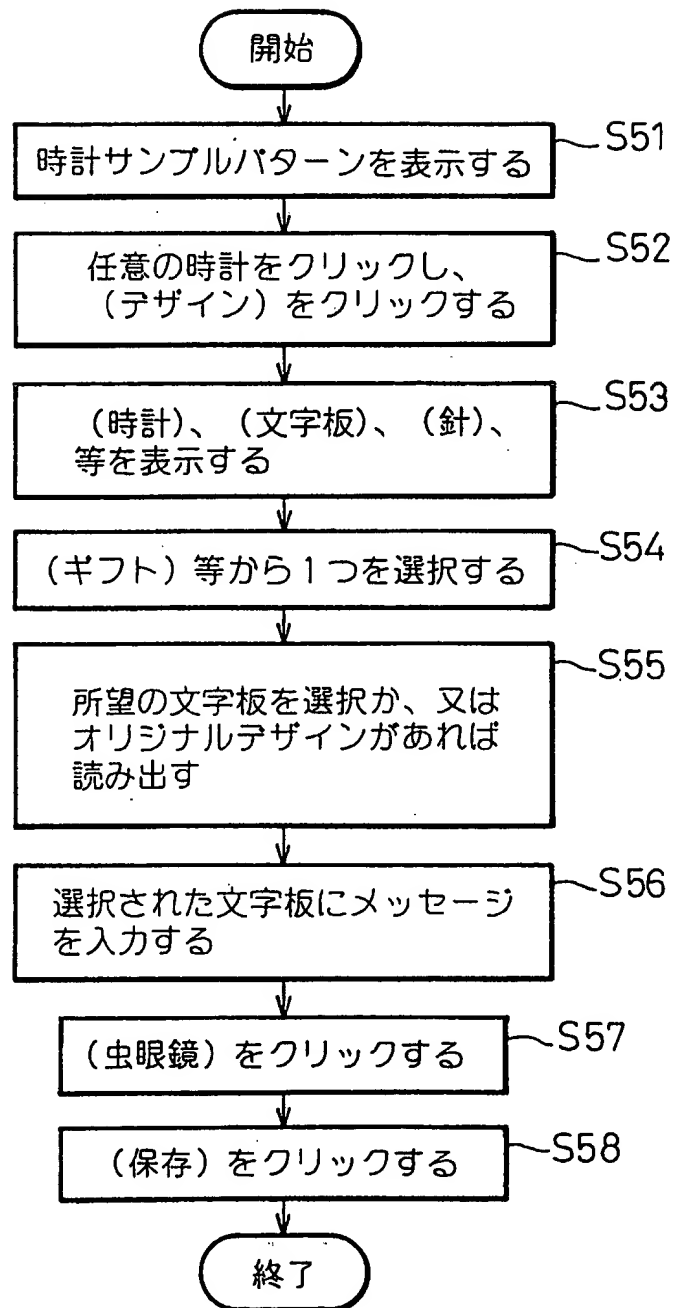 開始
時計サンプルパターンを表示する
S51
任意の時計をクリックし、
(デザイン)をクリックする
S52
(時計)、(文字板)、(針)、
等を表示する
S53
(ギフト)等から1つを選択する
S54
所望の文字板を選択か、又は
オリジナルデザインがあれば
読み出す
S55
選択された文字板にメッセージ
を入力する
S56
(虫眼鏡)をクリックする
S57
(保存)をクリックする
S58
終了